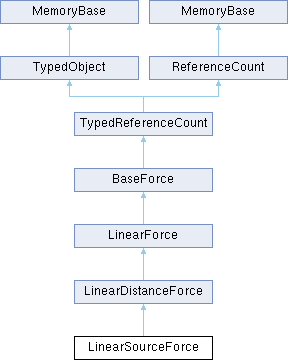 MemoryBase MemoryBase
TypedObject ReferenceCount
TypedReferenceCount
BaseForce
LinearForce
LinearDistanceForce
LinearSourceForce